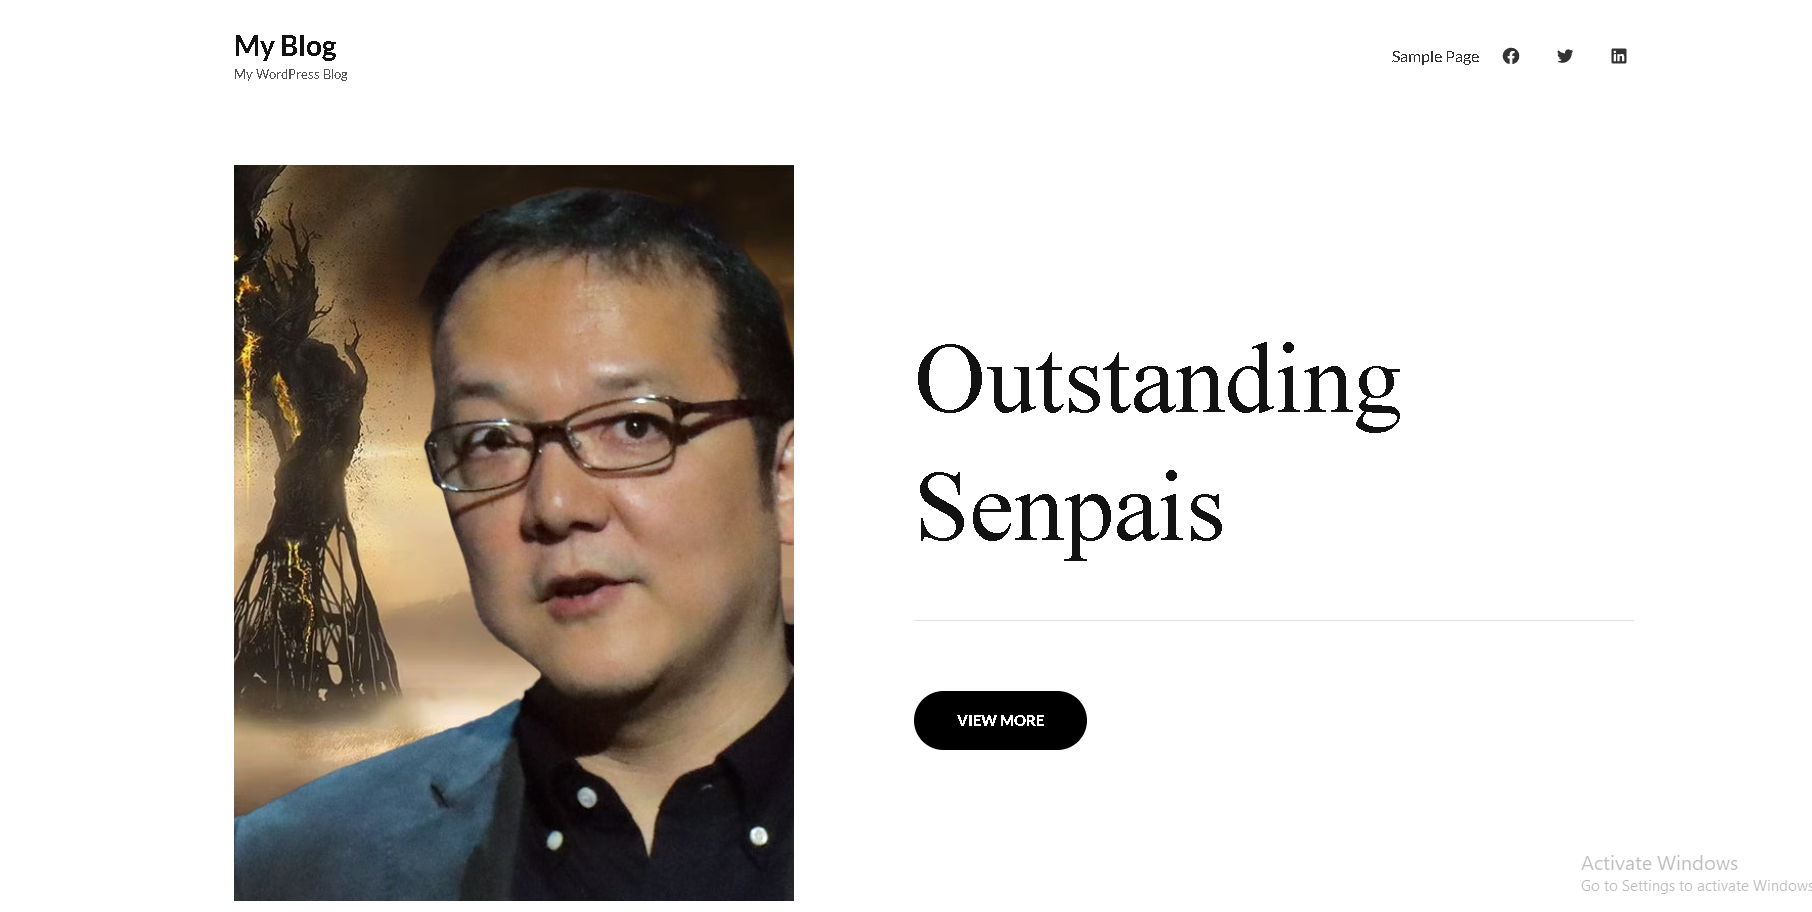 My Blog
My WordPress Blog
Sample Page
Outstanding
Senpais
VIEW MORE
Activate Windows
Go to Settings to activate Windows